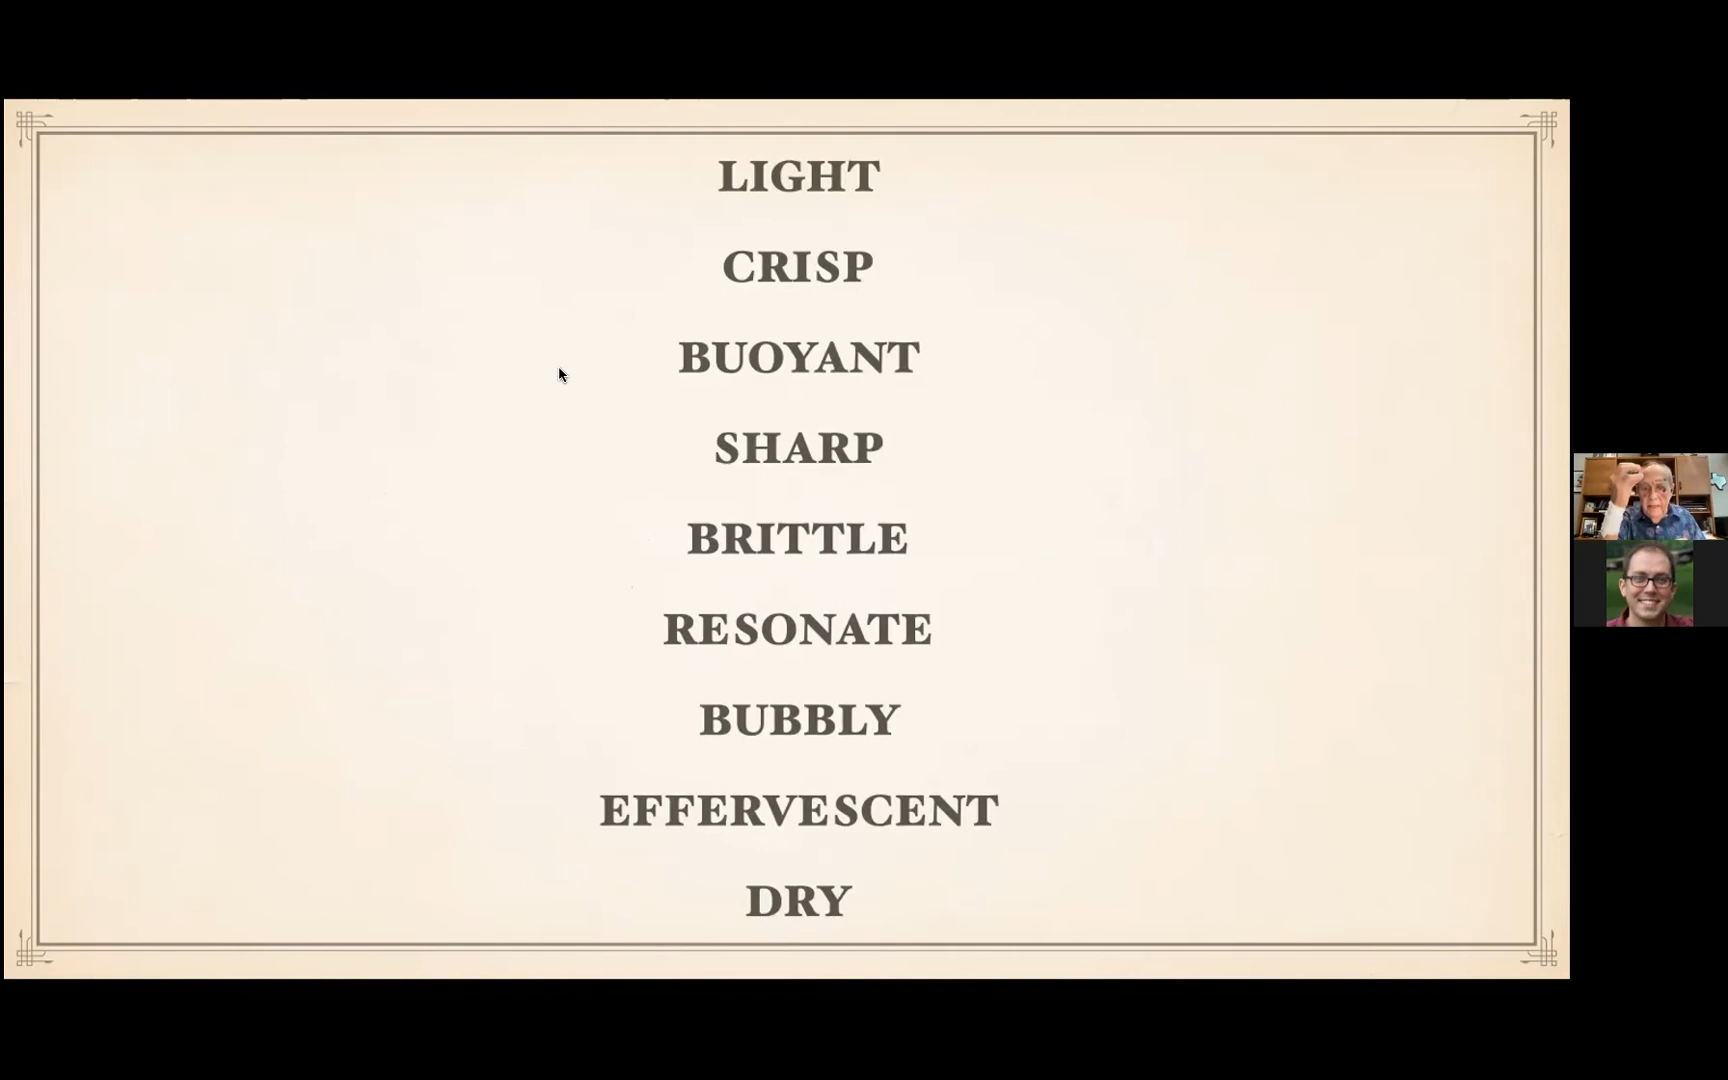 LIGHT
CRISP
BUOYANT
SHARP
BRITTLE
RESONATE
BUBBLY
EFFERVESCENT
DRY